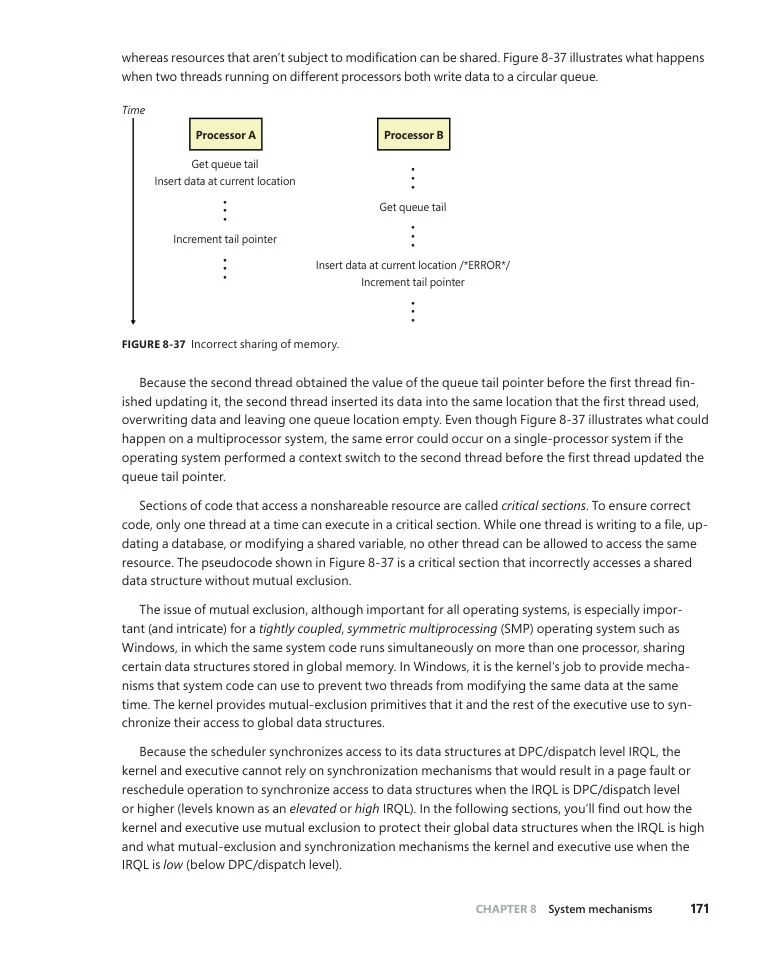 whereas resources that aren't subject to modification can be shared. Figure 8-37 illustrates what happens
when two threads running on different processors both write data to a circular queue.
Time
Processor A
Processor B
Get queue tail
Insert data at current location
Get queue tail
Increment tail pointer
Insert data at current location /*ERROR*/
Increment tail pointer
FIGURE 8-37 Incorrect sharing of memory.
Because the second thread obtained the value of the queue tail pointer before the first thread fin-
ished updating it, the second thread inserted its data into the same location that the first thread used,
overwriting data and leaving one queue location empty. Even though Figure 8-37 illustrates what could
happen on a multiprocessor system, the same error could occur on a single-processor system if the
operating system performed a context switch to the second thread before the first thread updated the
queue tail pointer.
Sections of code that access a nonshareable resource are called critical sections. To ensure correct
code, only one thread at a time can execute in a critical section. While one thread is writing to a file, up-
dating a database, or modifying a shared variable, no other thread can be allowed to access the same
resource. The pseudocode shown in Figure 8-37 is a critical section that incorrectly accesses a shared
data structure without mutual exclusion.
The issue of mutual exclusion, although important for all operating systems, is especially impor-
tant (and intricate) for a tightly coupled, symmetric multiprocessing (SMP) operating system such as
Windows, in which the same system code runs simultaneously on more than one processor, sharing
certain data structures stored in global memory. In Windows, it is the kernel's job to provide mecha-
nisms that system code can use to prevent two threads from modifying the same data at the same
time. The kernel provides mutual-exclusion primitives that it and the rest of the executive use to syn-
chronize their access to global data structures.
Because the scheduler synchronizes access to its data structures at DPC/dispatch level IRQL, the
kernel and executive cannot rely on synchronization mechanisms that would result in a page fault or
reschedule operation to synchronize access to data structures when the IRQL is DPC/dispatch level
or higher (levels known as an elevated or high IRQL). In the following sections, you'll find out how the
kernel and executive use mutual exclusion to protect their global data structures when the IRQL is high
and what mutual-exclusion and synchronization mechanisms the kernel and executive use when the
IRQL is low (below DPC/dispatch level).
CHAPTER 8 System mechanisms 171